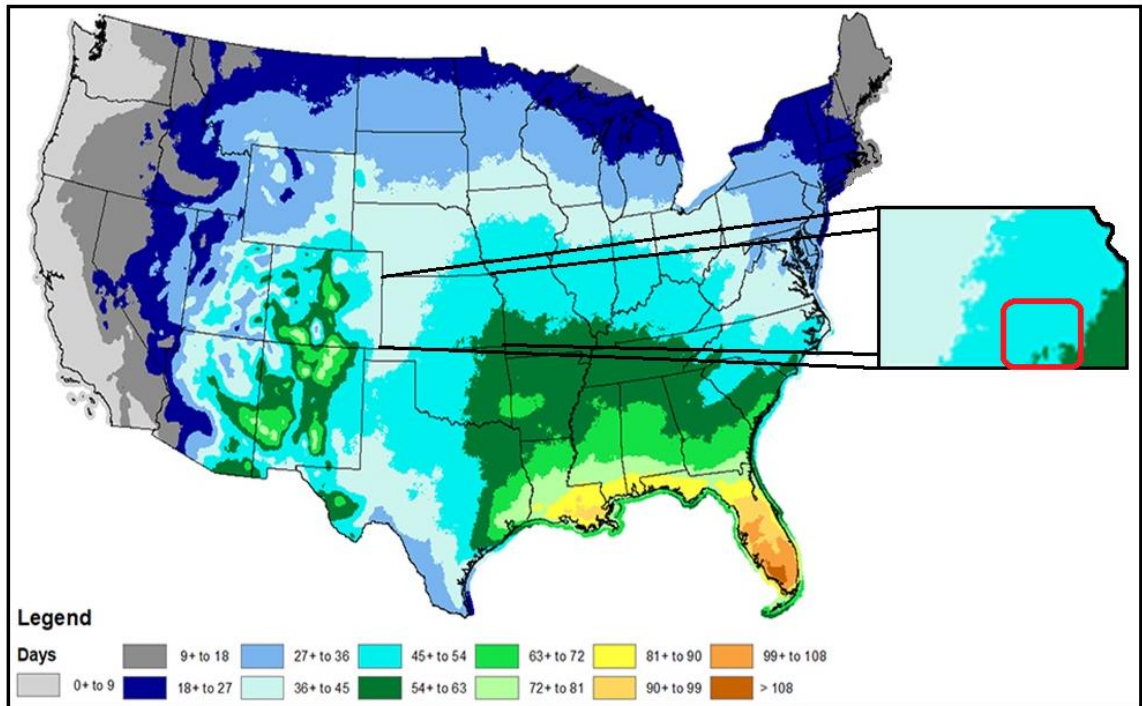 Legend
Days
9+ to 18
27+ to 36
45+ to 54
63+ to 72
81+ to 90
99+ to 108
0+ to 9
18+ to 27
36+ to 45
54+ to 63
72+ to 81
90+ to 99
> 108